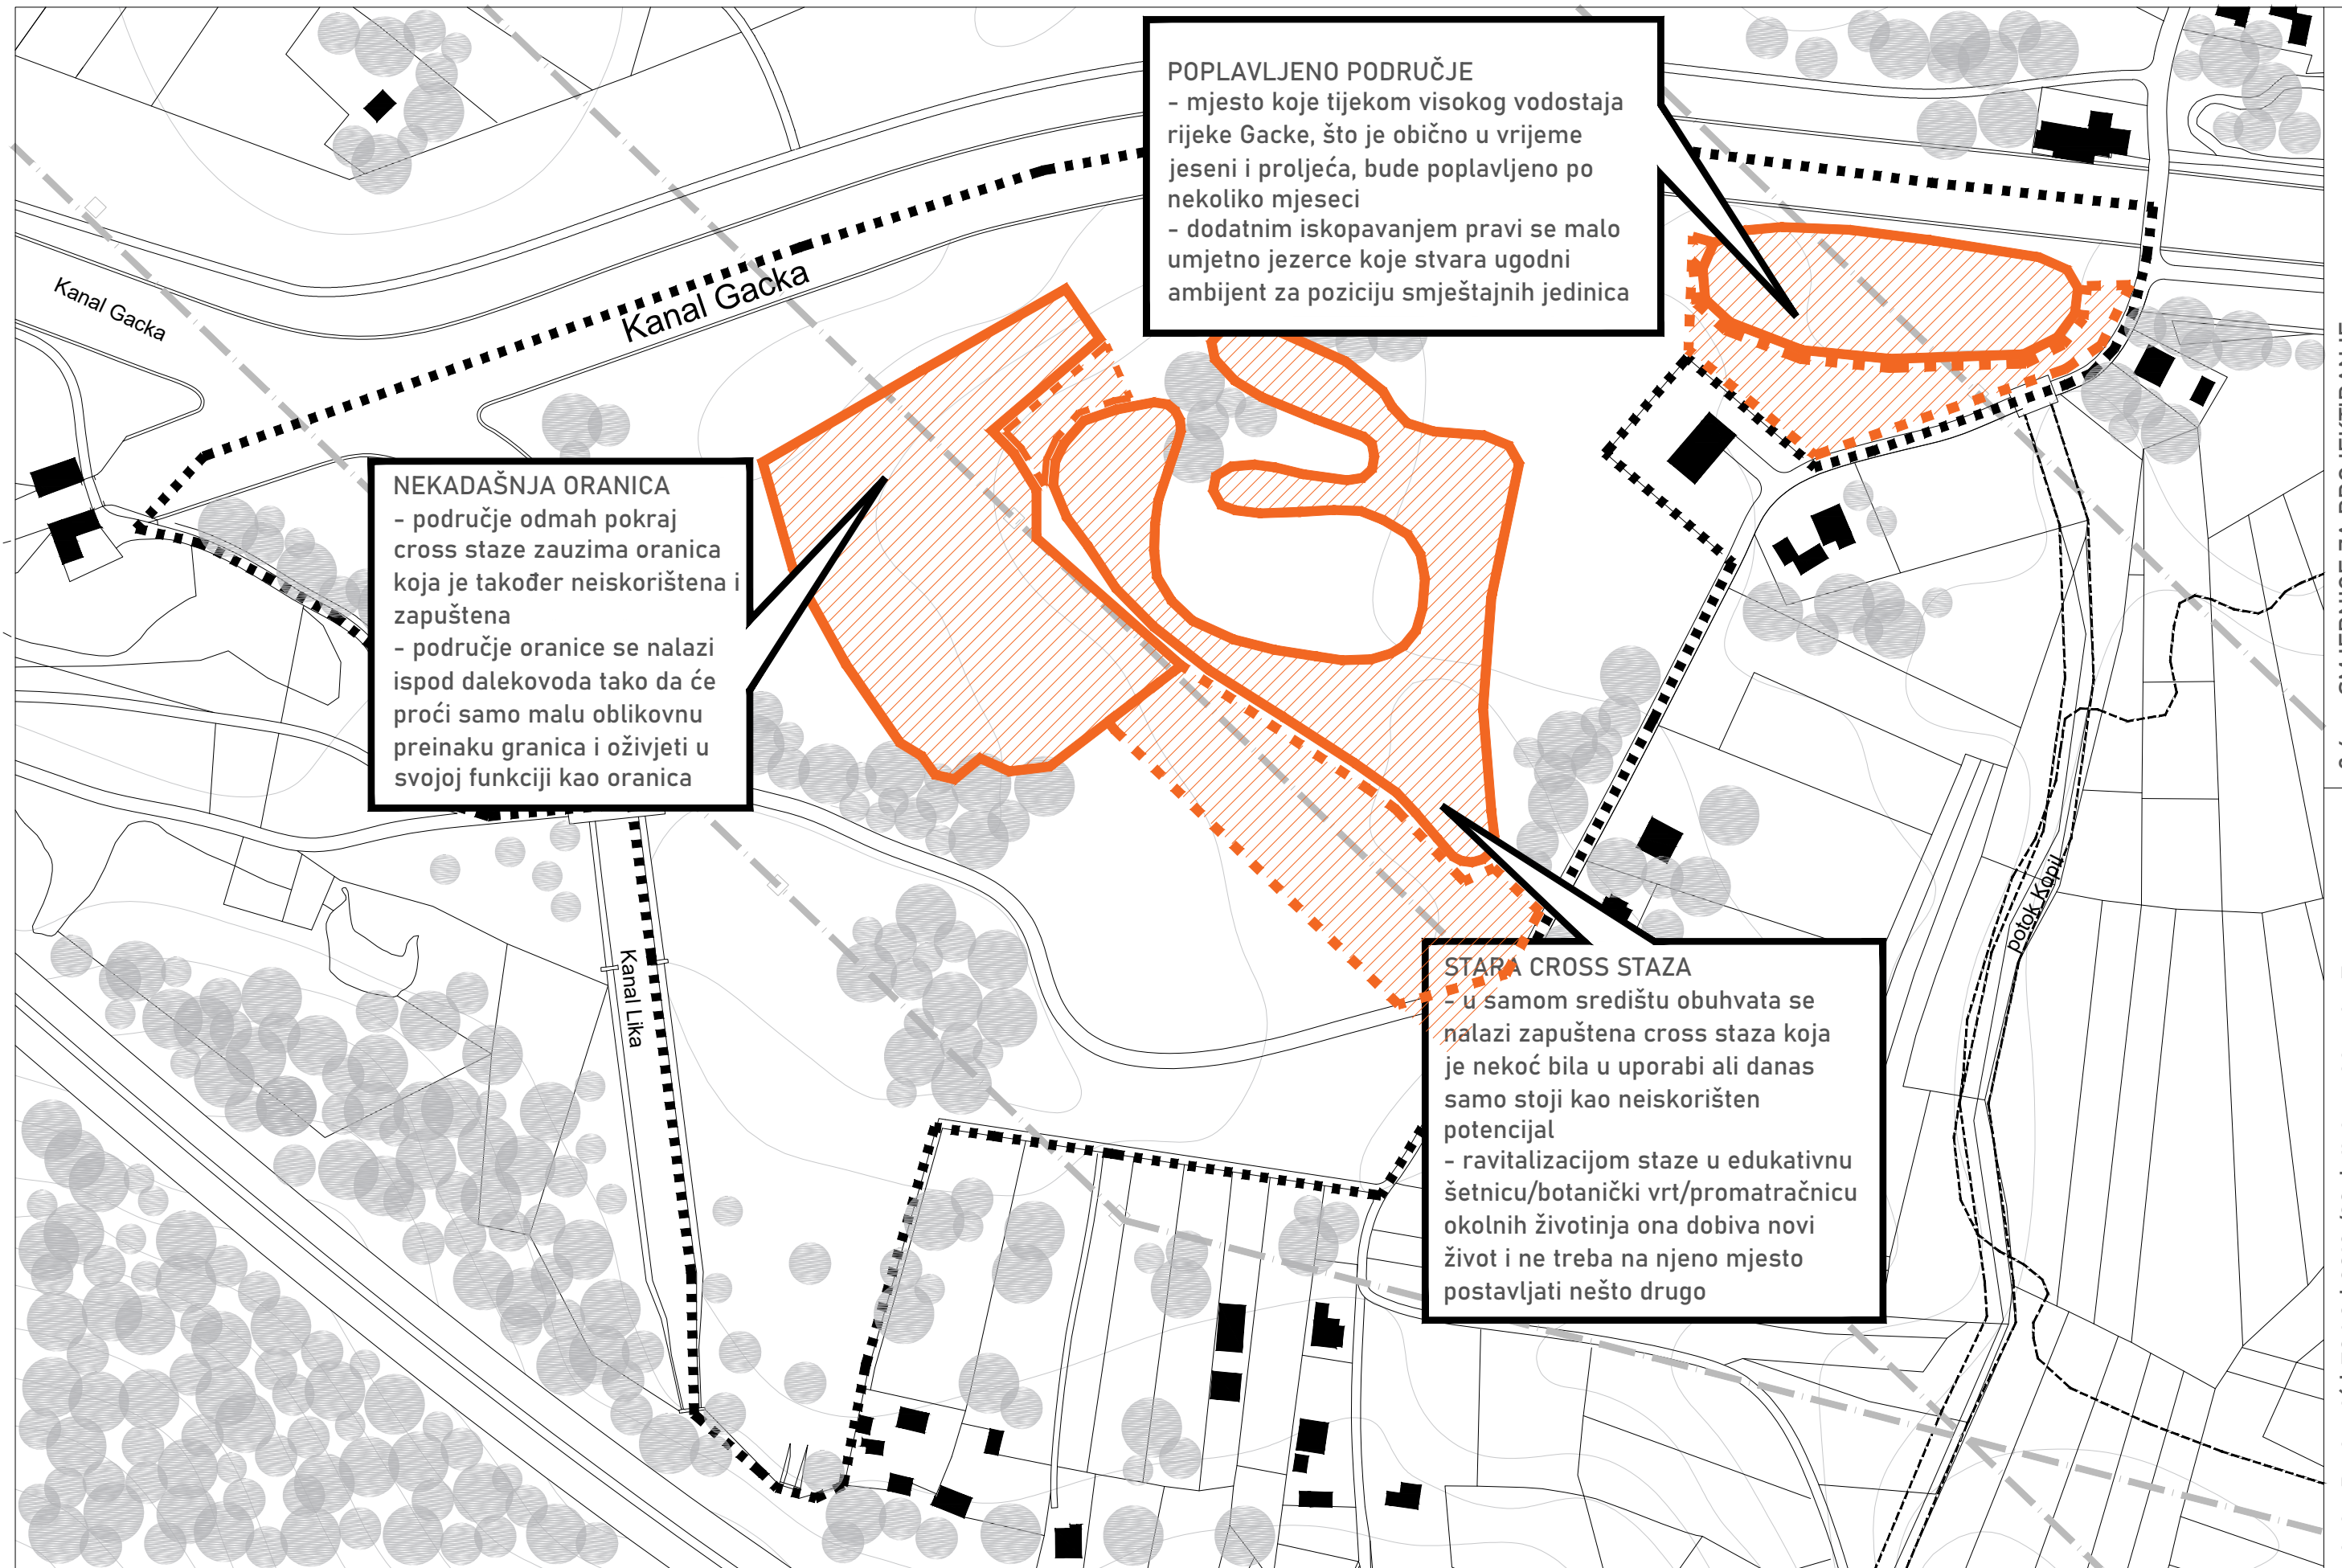 POPLAVLJENO PODRUČJE
- mjesto koje tijekom visokog vodostaja
rijeke Gacke, što je obično u vrijeme
jeseni i proljeća, bude poplavljeno po
nekoliko mjeseci
- dodatnim iskopavanjem pravi se malo
umjetno jezerce koje stvara ugodni
ambijent za poziciju smještajnih jedinica
Kanal Gacka
Kanal Gacka
NEKADAŠNJA ORANICA
- područje odmah pokraj
cross staze zauzima oranica
koja je također neiskorištena i
zapuštena
- područje oranice se nalazi
ispod dalekovoda tako da će
proći samo malu oblikovnu
preinaku granica i oživjeti u
svojoj funkciji kao oranica
potok Kopil
Kanal Lika
STARA CROSS STAZA
- u samom središtu obuhvata se
nalazi zapuštena cross staza koja
je nekoć bila u uporabi ali danas
samo stoji kao neiskorišten
potencijal
- ravitalizacijom staze u edukativnu
šetnicu/botanički vrt/promatračnicu
okolnih životinja ona dobiva novi
život i ne treba na njeno mjesto
postavljati nešto drugo